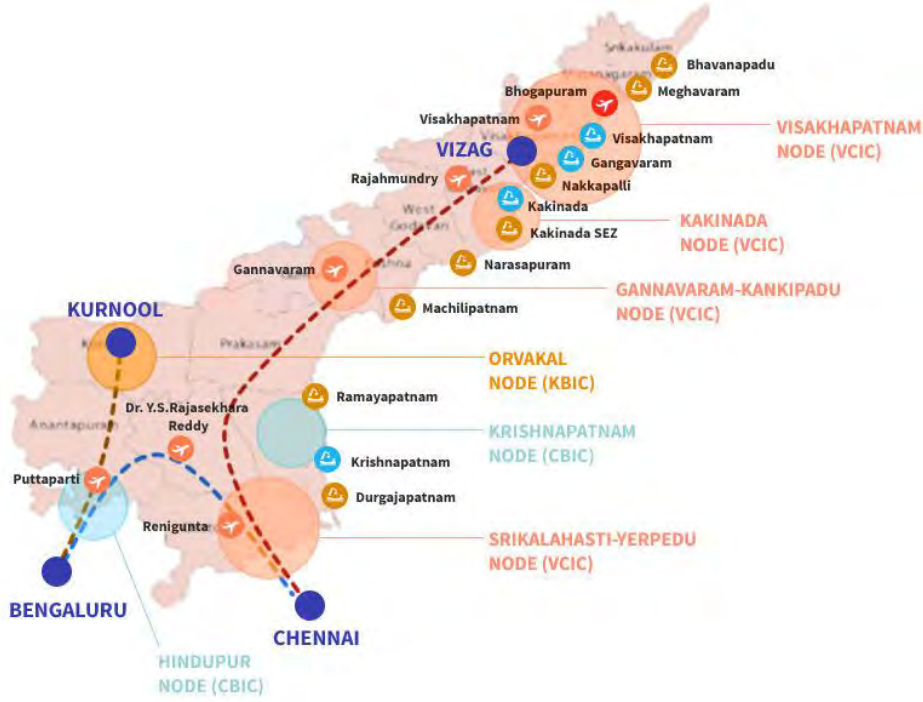 Srikakulam
Bhavanapadu
Meghavaram
Bhogapuram
Visakhapatnam
Visakhapatnam
VISAKHAPATNAM
NODE (VCIC)
VIZAG
Gangavaram
Rajahmundry
Nakkapalli
Kakinada
West
Godavari
Kakinada SEZ
KAKINADA
NODE (VCIC)
Gannavaram
Narasapuram
GANNAVARAM-KANKIPADU
NODE (VCIC)
KURNOOL
Machilipatnam
Prakasam
ORVAKAL
NODE (KBIC)
Ramayapatnam
Dr. Y.S.Rajasekhara
Reddy
Anantapuram
KRISHNAPATNAM
NODE (CBIC)
Krishnapatnam
Puttaparti
Durgajapatnam
Renigunta
SRIKALAHASTI-YERPEDU
NODE (VCIC)
BENGALURU
CHENNAI
HINDUPUR
NODE (CBIC)